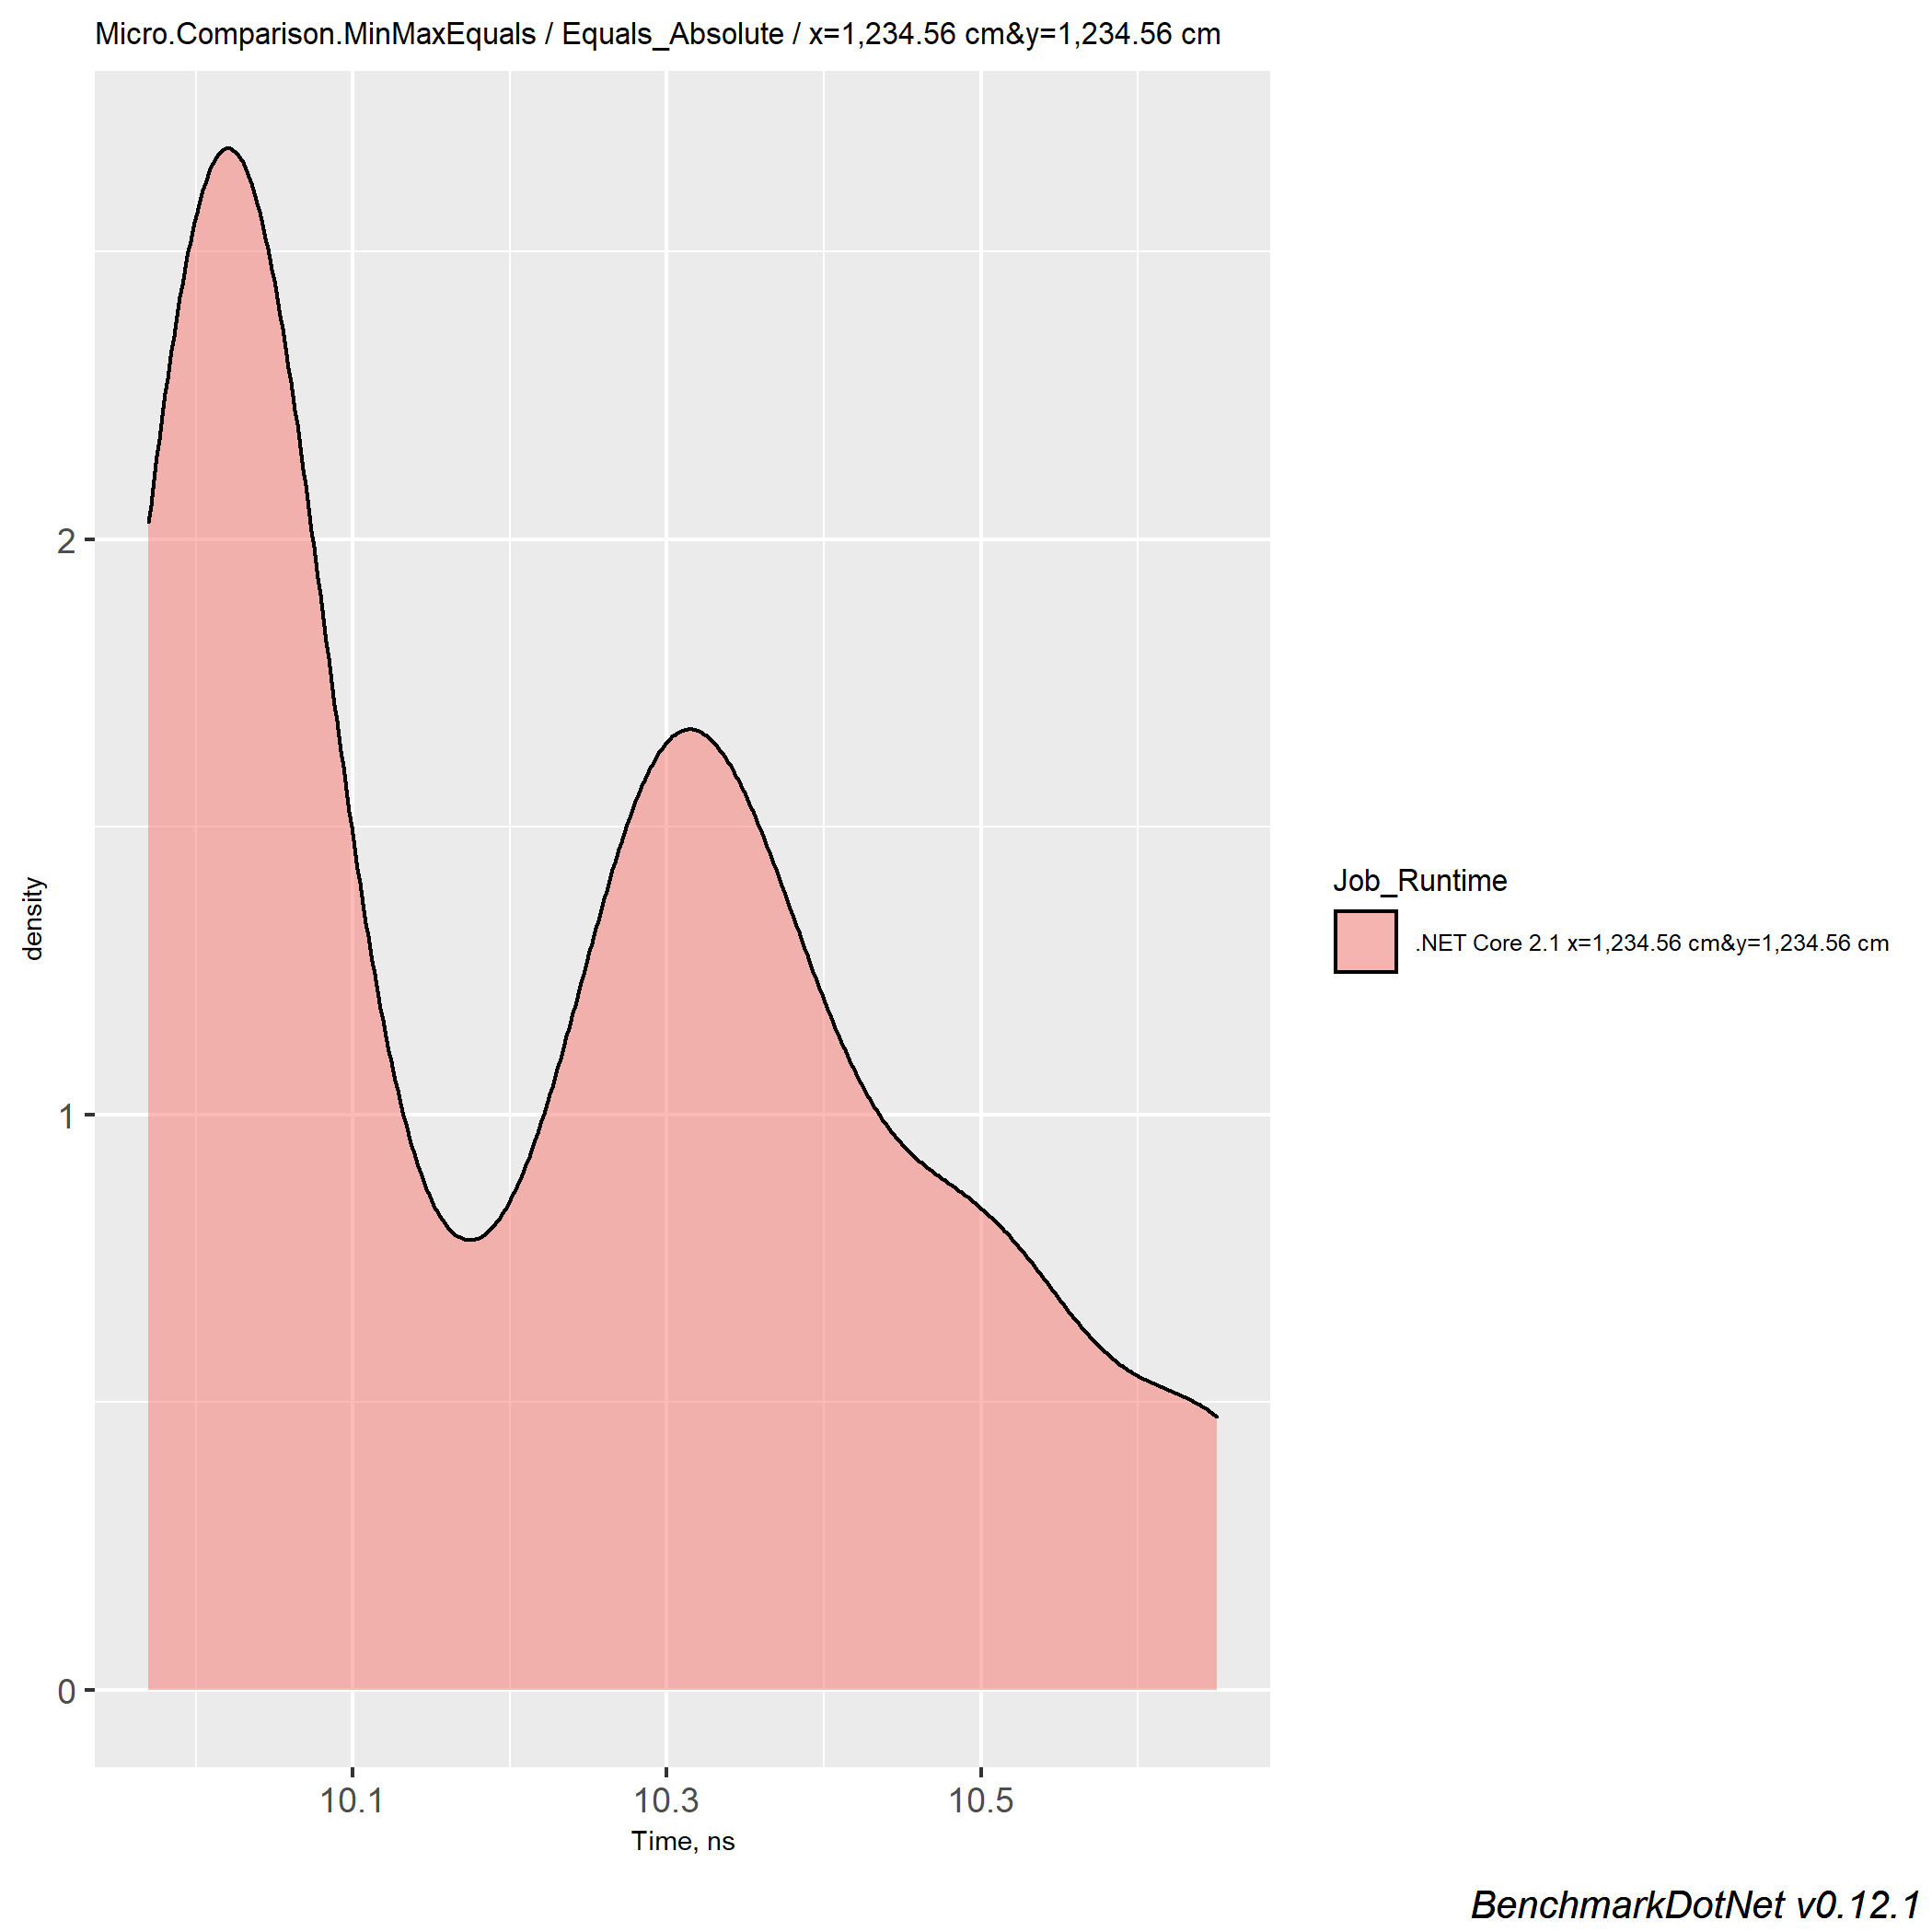 Micro.Comparison.MinMaxEquals / Equals_Absolute / x=1,234.56 cm&y=1,234.56 cm
density
2
1
0
10.1 10.3 10.5
Time, ns
Job_Runtime
.NET Core 2.1 x=1,234.56 cm&y=1,234.56 cm
BenchmarkDotNet v0.12.1